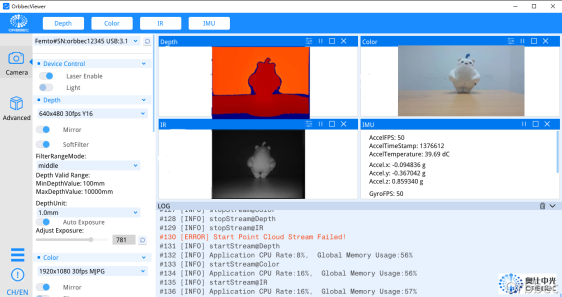 OrbbecViewer
ORBBEC
Depth
Color
IR
IMU
Camera
Advanced
CH/EN
Femto#SN:orbbec12345 USB:3.1
Device Control
Laser Enable
Light
Depth
640x480 30fps Y16
Mirror
SoftFilter
FilterRangeMode:
middle
Depth Valid Range:
MinDepthValue: 100mm
MaxDepthValue: 10000mm
DepthUnit:
1.0mm
Auto Exposure
Adjust Exposure:
781
Color
1920x1080 30fps MJPG
Mirror
Depth
Color
IR
IMU
AccelFPS: 50
AccelTimeStamp: 1376612
AccelTemperature: 39.69 dC
Accel.x: -0.094836 g
Accel.y: -0.367042 g
Accel.z: 0.859340 g
GyroFPS: 50
LOG
#127 [INFO] stopStream@Color
#128 [INFO] stopStream@Depth
#129 [INFO] stopStream@IR
#130 [ERROR] Start Point Cloud Stream Failed!
#131 [INFO] startStream@Depth
#132 [INFO] Application CPU Rate:8%, Global Memory Usage:56%
#133 [INFO] startStream@Color
#134 [INFO] Application CPU Rate:16%, Global Memory Usage:56%
#135 [INFO] startStream@IR
#136 [INFO] Application CPU Rate:16%, Global Memory Usage:57%
奥比中光
ORBBEC